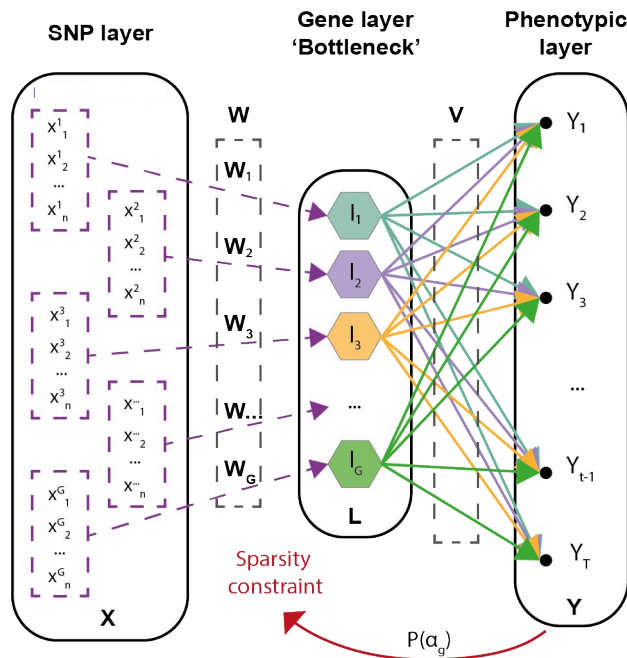 SNP layer
Gene layer
‘Bottleneck’
Phenotypic
layer
W
V
x¹₁
x¹₂
...
x¹ₙ
x²₁
x²₂
...
x²ₙ
x³₁
x³₂
...
x³ₙ
x˙˙˙₁
x˙˙˙₂
...
x˙˙˙ₙ
xᴳ₁
xᴳ₂
...
xᴳₙ
X
W₁
W₂
W₃
W...
W_G
l₁
l₂
l₃
...
l_G
L
Y₁
Y₂
Y₃
...
Yₜ₋₁
Y_T
Y
Sparsity
constraint
P(α_g)